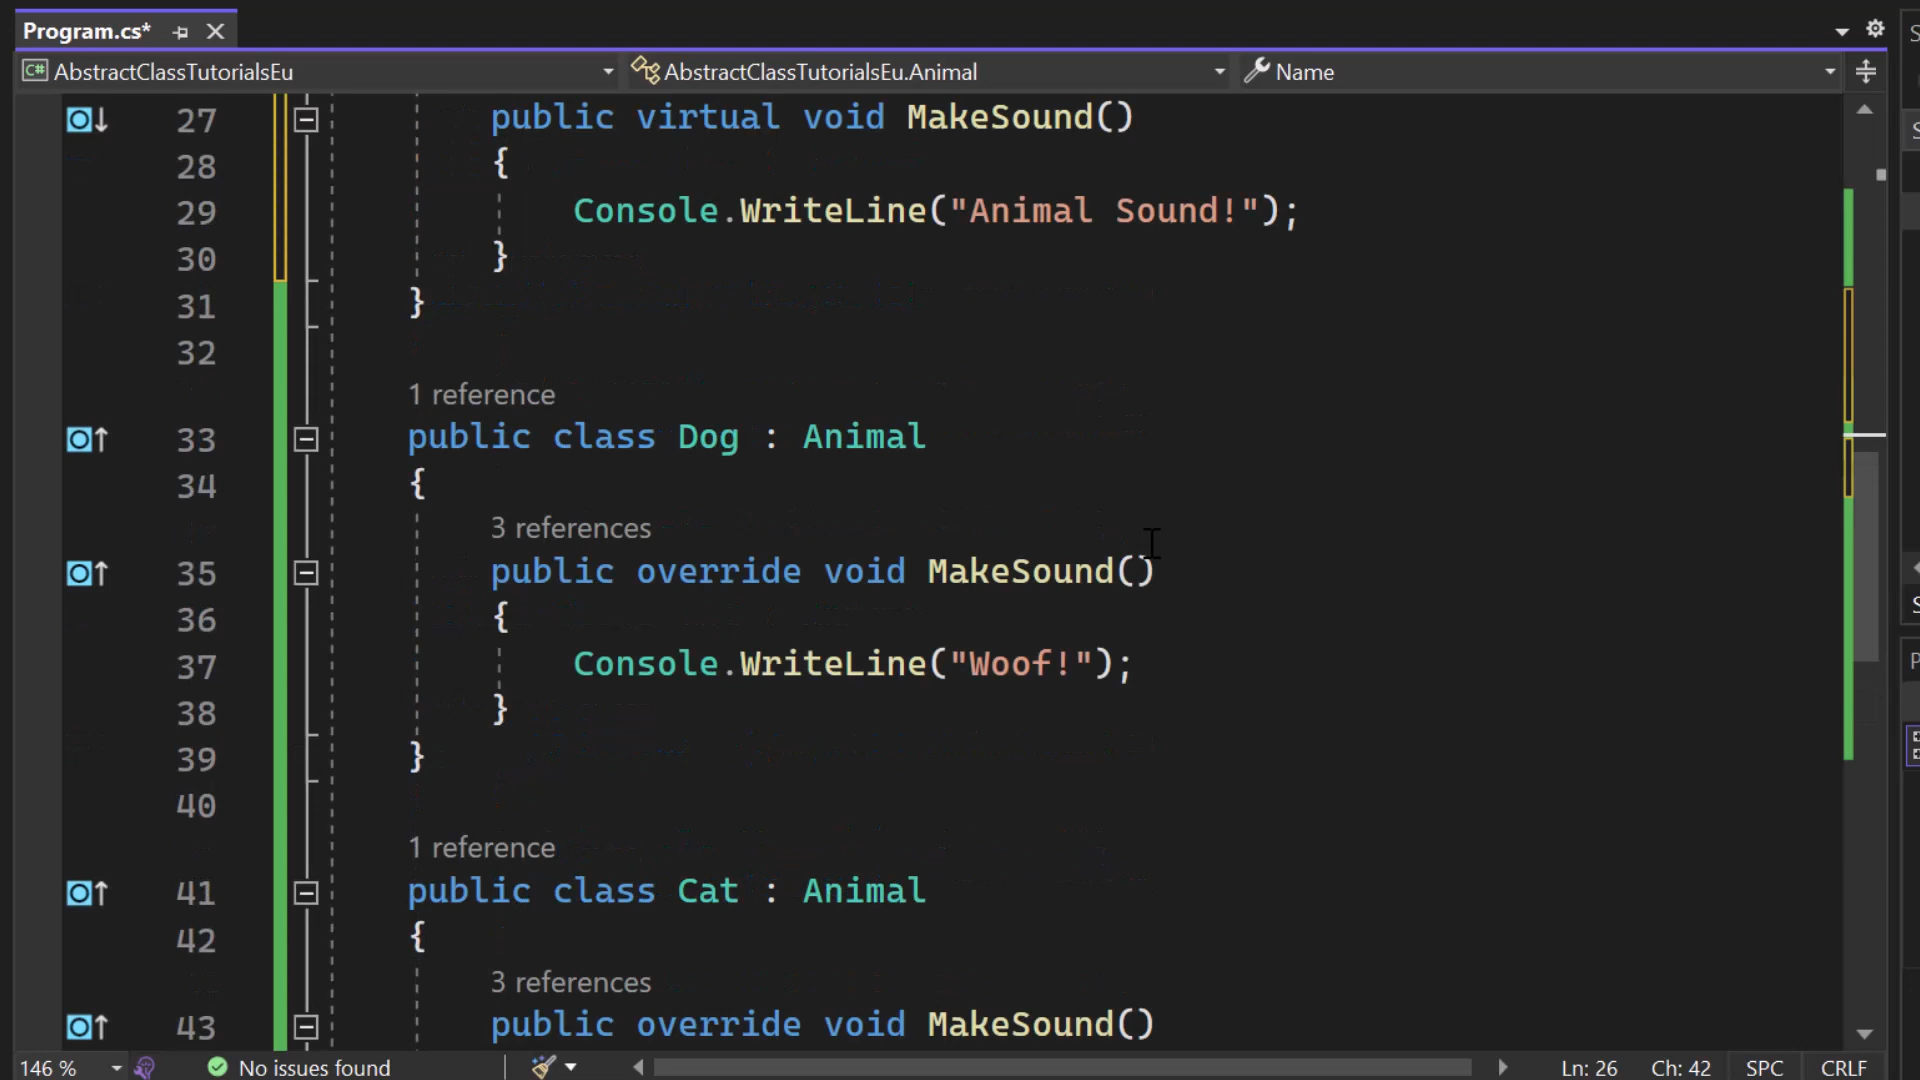 Program.cs*
AbstractClassTutorialsEu AbstractClassTutorialsEu.Animal Name
27 public virtual void MakeSound()
28 {
29 Console.WriteLine("Animal Sound!");
30 }
31 }
32
1 reference
33 public class Dog : Animal
34 {
3 references
35 public override void MakeSound()
36 {
37 Console.WriteLine("Woof!");
38 }
39 }
40
1 reference
41 public class Cat : Animal
42 {
3 references
43 public override void MakeSound()
146 % No issues found Ln: 26 Ch: 42 SPC CRLF